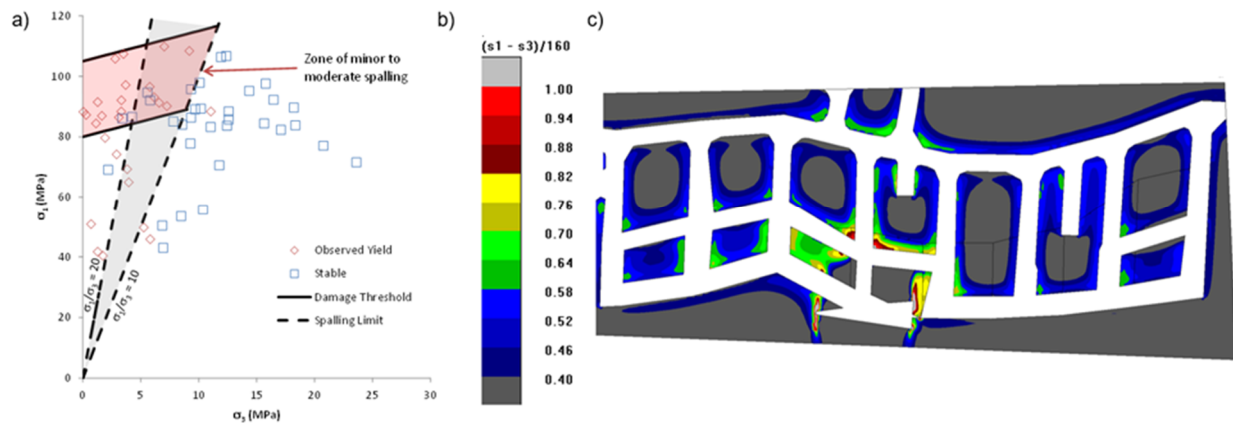 a)
120
100
80
60
40
20
0
σ₁ (MPa)
0
5
10
15
20
25
30
σ₃ (MPa)
σ₁/σ₃ = 20
σ₁/σ₃ = 10
Zone of minor to
moderate spalling
Observed Yield
Stable
Damage Threshold
Spalling Limit
b)
(s1 - s3)/160
1.00
0.94
0.88
0.82
0.76
0.70
0.64
0.58
0.52
0.46
0.40
c)